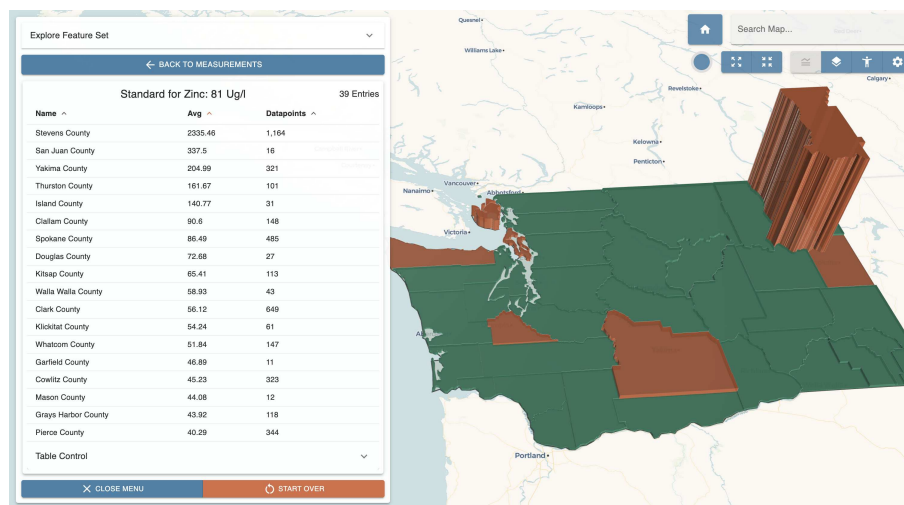 Explore Feature Set
← BACK TO MEASUREMENTS
Standard for Zinc: 81 Ug/l
39 Entries
Name Avg Datapoints
Stevens County 2335.46 1,164
San Juan County 337.5 16
Yakima County 204.99 321
Thurston County 161.67 101
Island County 140.77 31
Clallam County 90.6 148
Spokane County 86.49 485
Douglas County 72.68 27
Kitsap County 65.41 113
Walla Walla County 58.93 43
Clark County 56.12 649
Klickitat County 54.24 61
Whatcom County 51.84 147
Garfield County 46.89 11
Cowlitz County 45.23 323
Mason County 44.08 12
Grays Harbor County 43.92 118
Pierce County 40.29 344
Table Control
CLOSE MENU
START OVER
Search Map...
Quesnel
Williams Lake
Calgary
Revelstoke
Kamloops
Kelowna
Penticton
Vancouver
Abbotsford
Nanaimo
Victoria
Portland